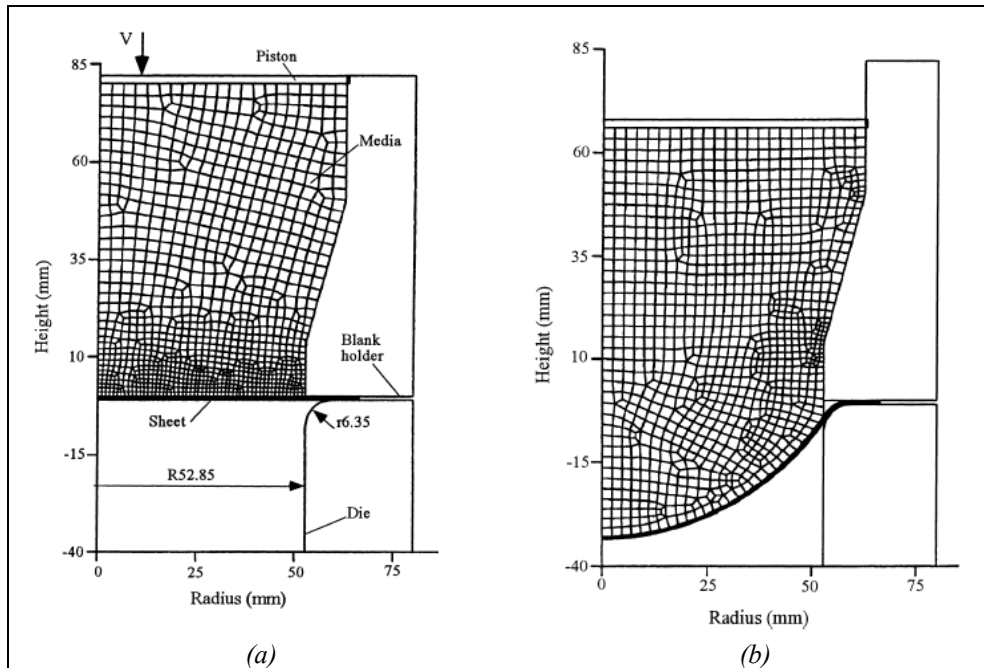 V
85
Piston
Media
60
Height (mm)
35
10
Blank
holder
Sheet
r6.35
-15
R52.85
Die
-40
0
25
50
75
Radius (mm)
(a)
85
60
35
Height (mm)
10
-15
-40
0
25
50
75
Radius (mm)
(b)